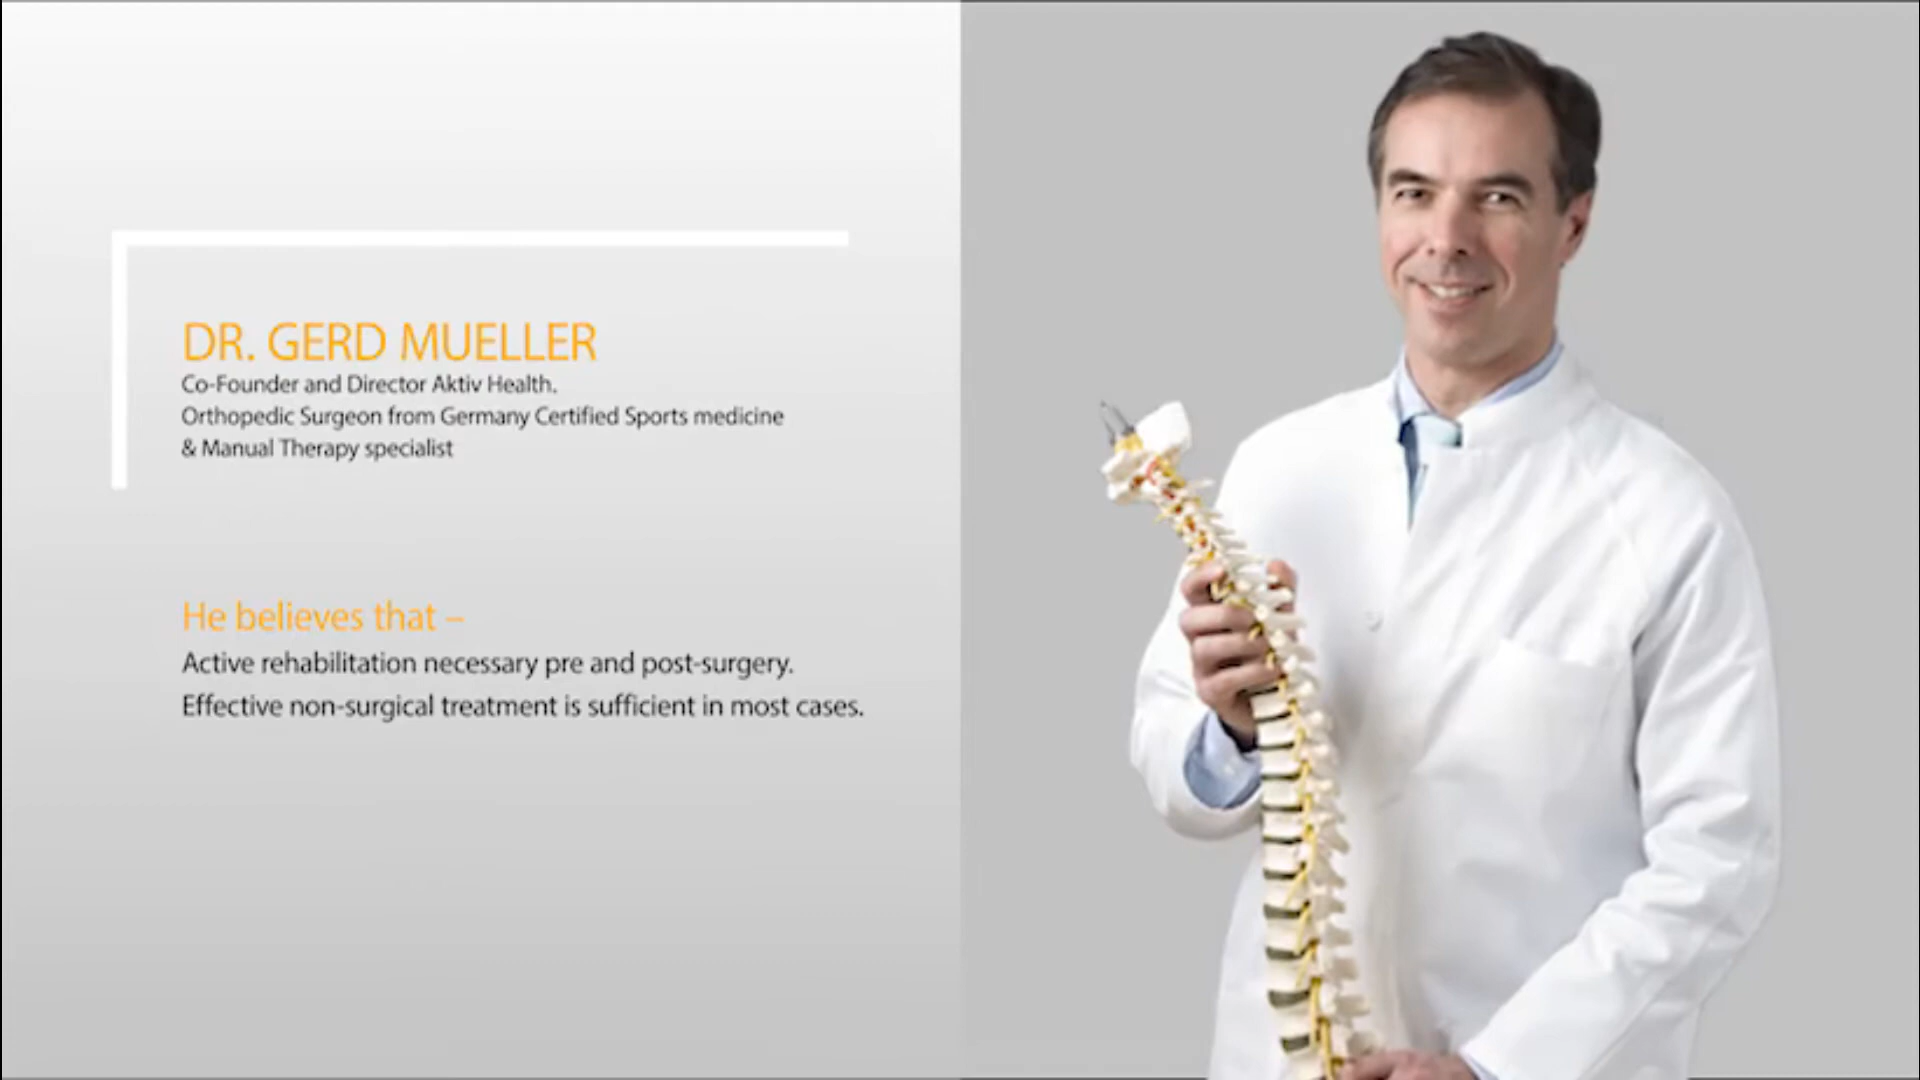 DR. GERD MUELLER
Co-Founder and Director Aktiv Health.
Orthopedic Surgeon from Germany Certified Sports medicine
& Manual Therapy specialist
He believes that –
Active rehabilitation necessary pre and post-surgery.
Effective non-surgical treatment is sufficient in most cases.